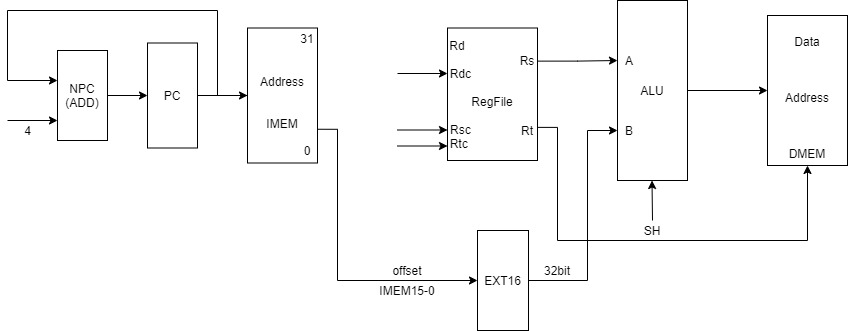 NPC
(ADD)
4
PC
31
Address
IMEM
0
Rd
Rdc
RegFile
Rsc
Rtc
Rs
Rt
A
ALU
B
SH
Data
Address
DMEM
offset
IMEM15-0
EXT16
32bit